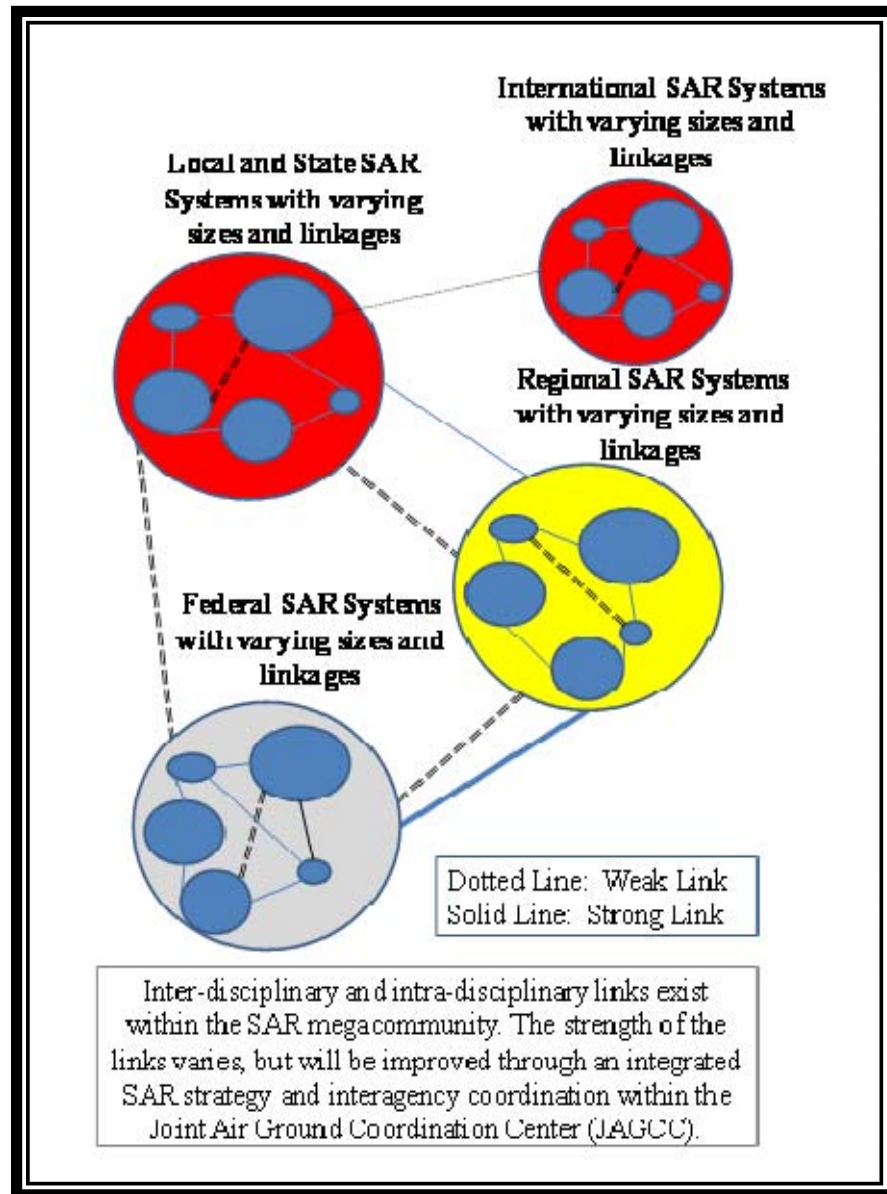 International SAR Systems
with varying sizes and
linkages
Local and State SAR
Systems with varying
sizes and linkages
Regional SAR Systems
with varying sizes and
linkages
Federal SAR Systems
with varying sizes and
linkages
Dotted Line: Weak Link
Solid Line: Strong Link
Inter-disciplinary and intra-disciplinary links exist
within the SAR megacommunity. The strength of the
links varies, but will be improved through an integrated
SAR strategy and interagency coordination within the
Joint Air Ground Coordination Center (JAGCC).